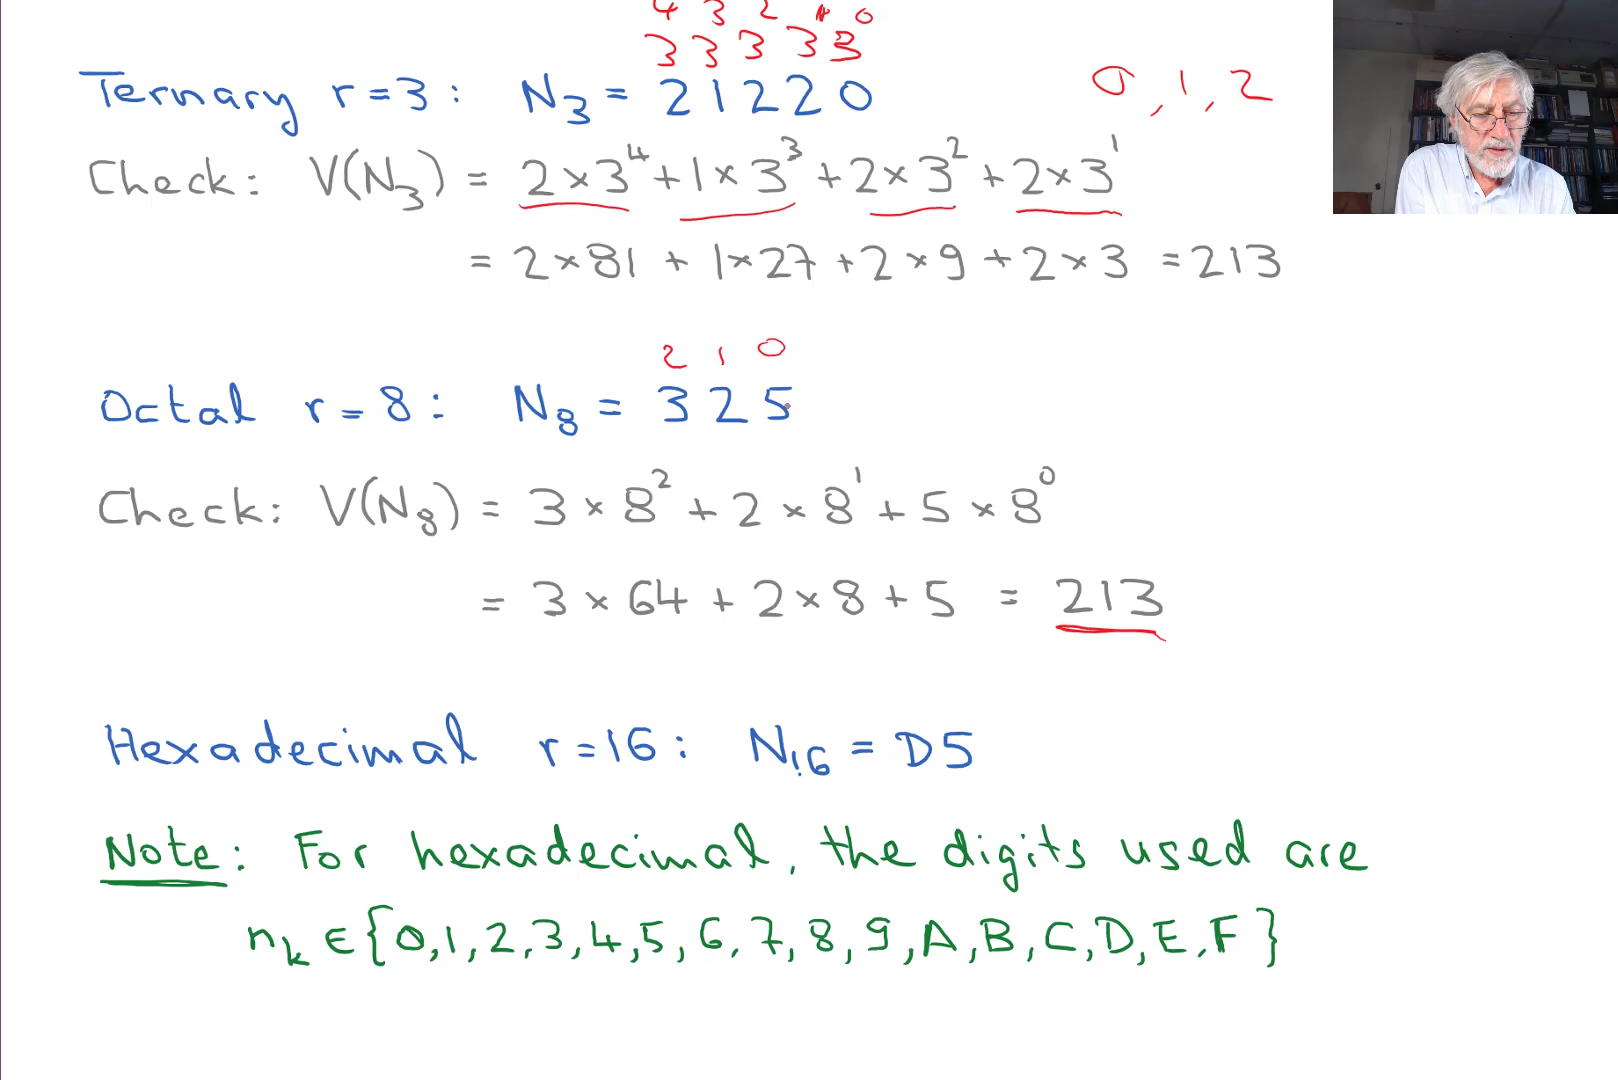 4 3 2 1 0
3 3 3 3 3
Ternary r=3: N₃ = 21220 0, 1, 2
Check: V(N₃) = 2×3⁴ + 1×3³ + 2×3² + 2×3¹
= 2×81 + 1×27 + 2×9 + 2×3 = 213
2 1 0
Octal r=8: N₈ = 325
Check: V(N₈) = 3×8² + 2×8¹ + 5×8⁰
= 3×64 + 2×8 + 5 = 213
Hexadecimal r=16: N₁₆ = D5
Note: For hexadecimal, the digits used are
nₖ ∈ {0,1,2,3,4,5,6,7,8,9,A,B,C,D,E,F}